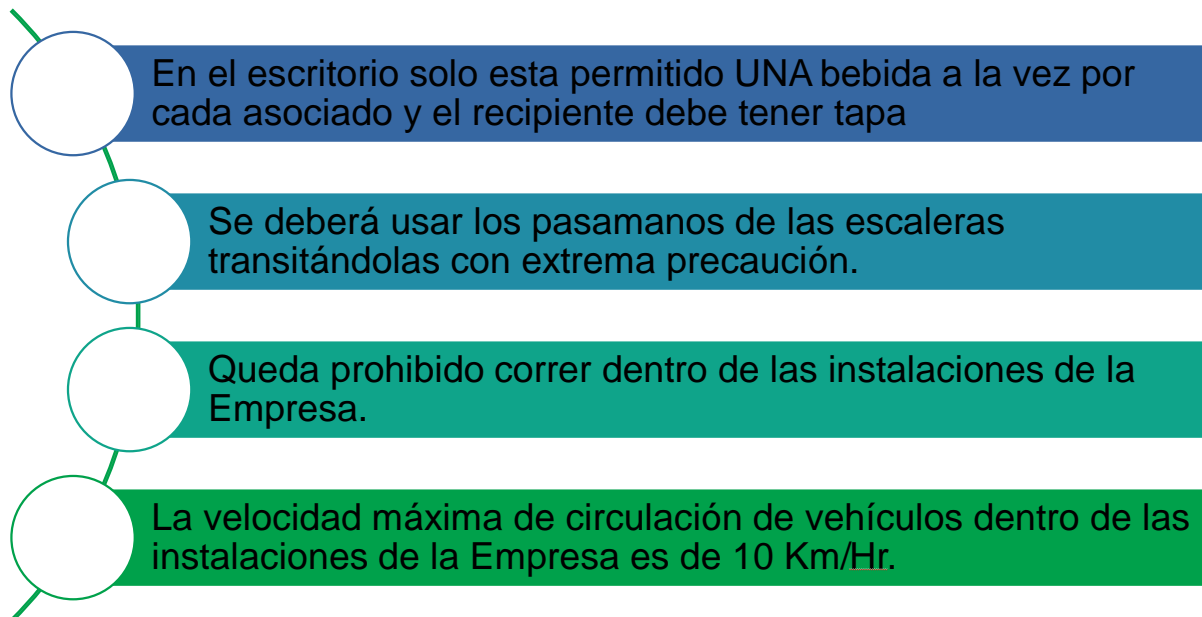 En el escritorio solo esta permitido UNA bebida a la vez por
cada asociado y el recipiente debe tener tapa
Se deberá usar los pasamanos de las escaleras
transitándolas con extrema precaución.
Queda prohibido correr dentro de las instalaciones de la
Empresa.
La velocidad máxima de circulación de vehículos dentro de las
instalaciones de la Empresa es de 10 Km/Hr.